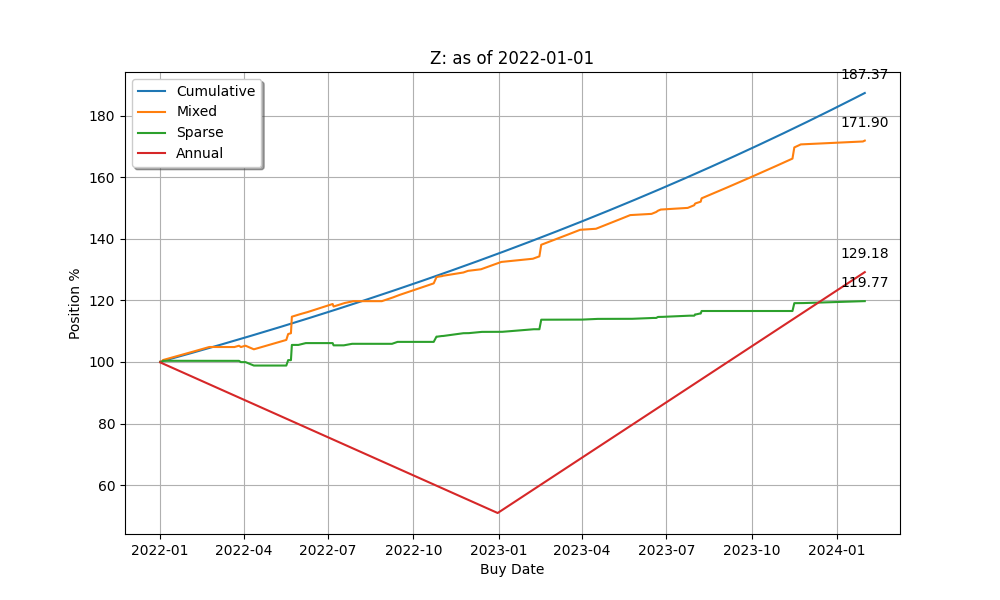 Z: as of 2022-01-01
187.37
Cumulative
Mixed
Sparse
Annual
171.90
129.18
119.77
180
160
140
120
100
80
60
Position %
2022-01 2022-04 2022-07 2022-10 2023-01 2023-04 2023-07 2023-10 2024-01
Buy Date